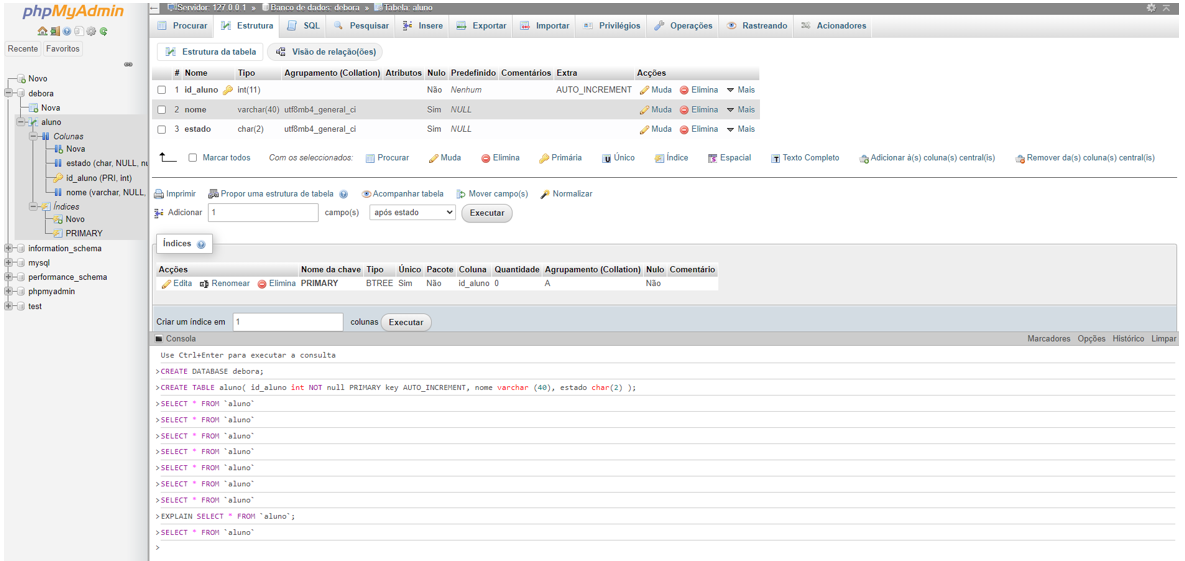 phpMyAdmin
Recente Favoritos
Novo
debora
Nova
aluno
Colunas
Nova
estado (char, NULL, nu
id_aluno (PRI, int)
nome (varchar, NULL,
Índices
Novo
PRIMARY
information_schema
mysql
performance_schema
phpmyadmin
test
Servidor: 127.0.0.1 » Banco de dados: debora » Tabela: aluno
Procurar Estrutura SQL Pesquisar Insere Exportar Importar Privilégios Operações Rastreando Acionadores
Estrutura da tabela Visão de relação(ões)
# Nome Tipo Agrupamento (Collation) Atributos Nulo Predefinido Comentários Extra Acções
1 id_aluno int(11) Não Nenhum AUTO_INCREMENT Muda Elimina Mais
2 nome varchar(40) utf8mb4_general_ci Sim NULL Muda Elimina Mais
3 estado char(2) utf8mb4_general_ci Sim NULL Muda Elimina Mais
Marcar todos Com os seleccionados: Procurar Muda Elimina Primária Único Índice Espacial Texto Completo Adicionar à(s) coluna(s) central(is) Remover da(s) coluna(s) central(is)
Imprimir Propor uma estrutura de tabela Acompanhar tabela Mover campo(s) Normalizar
Adicionar 1 campo(s) após estado Executar
Índices
Acções Nome da chave Tipo Único Pacote Coluna Quantidade Agrupamento (Collation) Nulo Comentário
Edita Renomear Elimina PRIMARY BTREE Sim Não id_aluno 0 A Não
Criar um índice em 1 colunas Executar
Consola Marcadores Opções Histórico Limpar
Use Ctrl+Enter para executar a consulta
>CREATE DATABASE debora;
>CREATE TABLE aluno( id_aluno int NOT null PRIMARY key AUTO_INCREMENT, nome varchar (40), estado char(2) );
>SELECT * FROM `aluno`
>SELECT * FROM `aluno`
>SELECT * FROM `aluno`
>SELECT * FROM `aluno`
>SELECT * FROM `aluno`
>SELECT * FROM `aluno`
>SELECT * FROM `aluno`
>EXPLAIN SELECT * FROM `aluno`;
>SELECT * FROM `aluno`
>